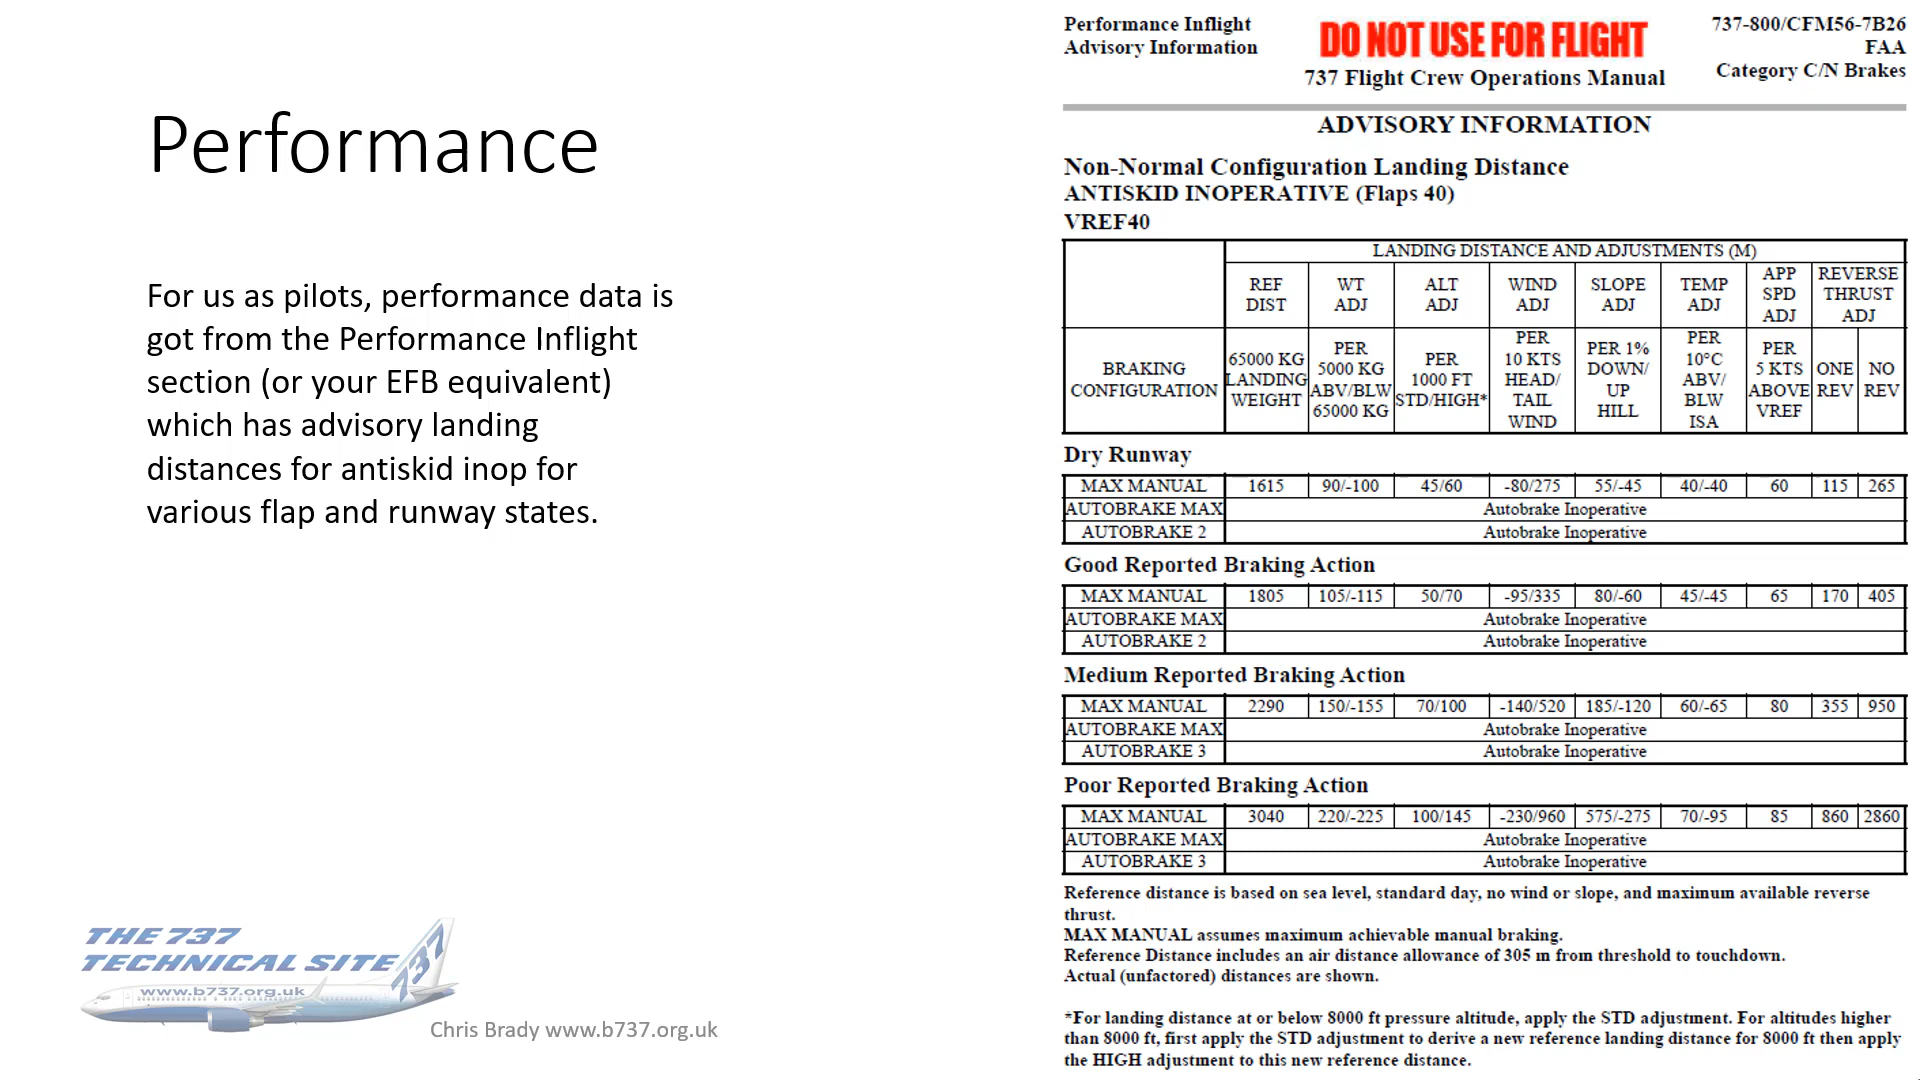 Performance
For us as pilots, performance data is
got from the Performance Inflight
section (or your EFB equivalent)
which has advisory landing
distances for antiskid inop for
various flap and runway states.
THE 737
TECHNICAL SITE
www.b737.org.uk
737
Chris Brady www.b737.org.uk
Performance Inflight
Advisory Information
DO NOT USE FOR FLIGHT
737 Flight Crew Operations Manual
737-800/CFM56-7B26
FAA
Category C/N Brakes
ADVISORY INFORMATION
Non-Normal Configuration Landing Distance
ANTISKID INOPERATIVE (Flaps 40)
VREF40
LANDING DISTANCE AND ADJUSTMENTS (M)
REF DIST WT ADJ ALT ADJ WIND ADJ SLOPE ADJ TEMP ADJ APP SPD ADJ REVERSE THRUST ADJ
BRAKING CONFIGURATION 65000 KG LANDING WEIGHT PER 5000 KG ABV/BLW 65000 KG PER 1000 FT STD/HIGH* PER 10 KTS HEAD/ TAIL WIND PER 1% DOWN/ UP HILL PER 10°C ABV/ BLW ISA PER 5 KTS ABOVE VREF ONE REV NO REV
Dry Runway
MAX MANUAL 1615 90/-100 45/60 -80/275 55/-45 40/-40 60 115 265
AUTOBRAKE MAX Autobrake Inoperative
AUTOBRAKE 2 Autobrake Inoperative
Good Reported Braking Action
MAX MANUAL 1805 105/-115 50/70 -95/335 80/-60 45/-45 65 170 405
AUTOBRAKE MAX Autobrake Inoperative
AUTOBRAKE 2 Autobrake Inoperative
Medium Reported Braking Action
MAX MANUAL 2290 150/-155 70/100 -140/520 185/-120 60/-65 80 355 950
AUTOBRAKE MAX Autobrake Inoperative
AUTOBRAKE 3 Autobrake Inoperative
Poor Reported Braking Action
MAX MANUAL 3040 220/-225 100/145 -230/960 575/-275 70/-95 85 860 2860
AUTOBRAKE MAX Autobrake Inoperative
AUTOBRAKE 3 Autobrake Inoperative
Reference distance is based on sea level, standard day, no wind or slope, and maximum available reverse
thrust.
MAX MANUAL assumes maximum achievable manual braking.
Reference Distance includes an air distance allowance of 305 m from threshold to touchdown.
Actual (unfactored) distances are shown.
*For landing distance at or below 8000 ft pressure altitude, apply the STD adjustment. For altitudes higher
than 8000 ft, first apply the STD adjustment to derive a new reference landing distance for 8000 ft then apply
the HIGH adjustment to this new reference distance.